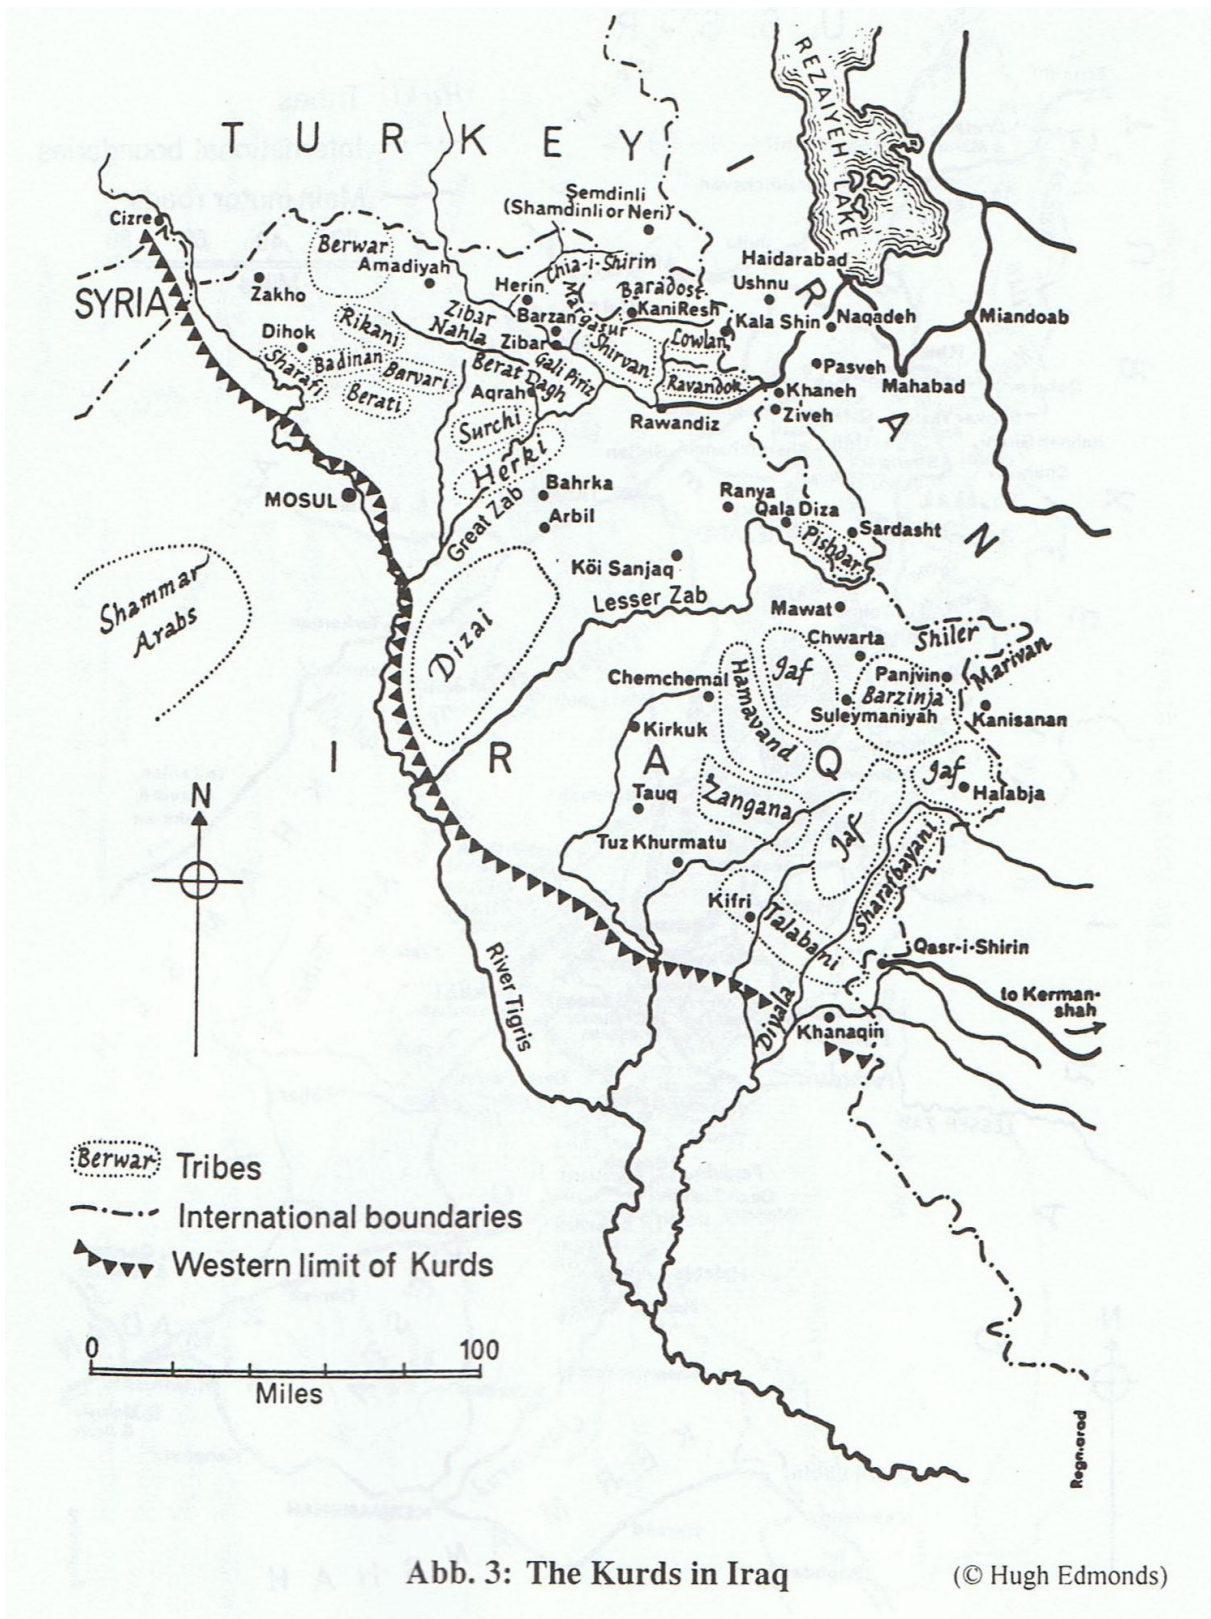 TURKEY
IRAN
REZAIYEH LAKE
Şemdinli
(Shamdinli or Neri)
Cizre
Berwar
Amadiyah
Chia-i-Shirin
Haidarabad
SYRIA
Zakho
Herin
Baradost
Ushnu
Zibar
Nahla
Barzan
Mazgasur
KaniResh
Kala Shin
Naqadeh
Miandoab
Dihok
Rikani
Zibar
Shirvan
Lowlan
Sharafi
Badinan
Barvari
Berat Dagh
Gali Piriz
Ravandok
Pasveh
Mahabad
Berati
Aqrah
Khaneh
Surchi
Rawandiz
Ziveh
Herki
MOSUL
Bahrka
Ranya
Great Zab
Arbil
Qala Diza
Sardasht
Pishdar
Shammar
Arabs
Köi Sanjaq
Lesser Zab
Mawat
Dizai
Chwarta
Shiler
Marivan
Chemchemal
Hamavand
Jaf
Panjvin
Barzinja
Suleymaniyah
Kanisanan
Kirkuk
IRAQ
Jaf
Halabja
N
Tauq
Zangana
Jaf
Tuz Khurmatu
Sharafbayani
Kifri
Talabani
Qasr-i-Shirin
River Tigris
Diyala
to Kerman-
shah
Khanaqin
Berwar Tribes
International boundaries
Western limit of Kurds
0 100
Miles
Regn.arad
Abb. 3: The Kurds in Iraq (© Hugh Edmonds)